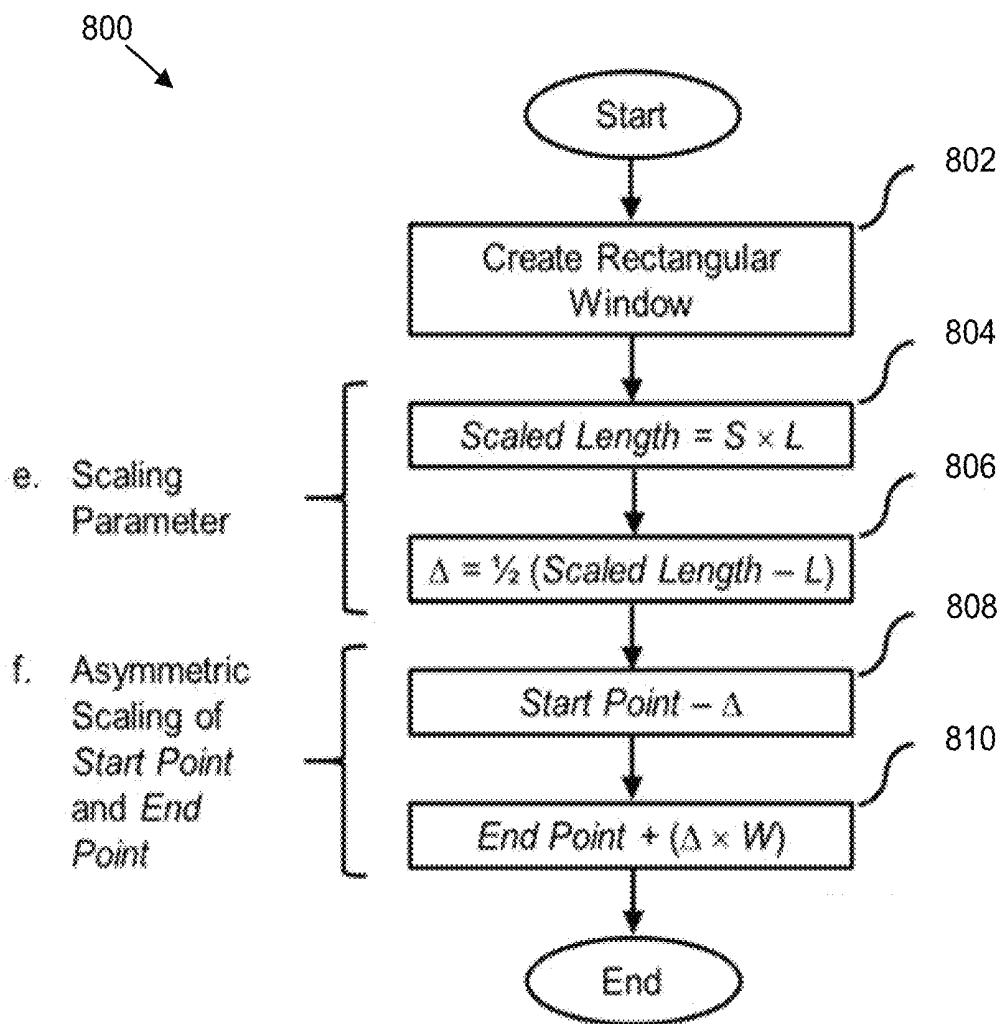 800
Start
802
Create Rectangular
Window
804
Scaled Length = S × L
e. Scaling
Parameter
806
Δ = ½ (Scaled Length – L)
808
f. Asymmetric
Scaling of
Start Point
and End
Point
Start Point – Δ
810
End Point + (Δ × W)
End